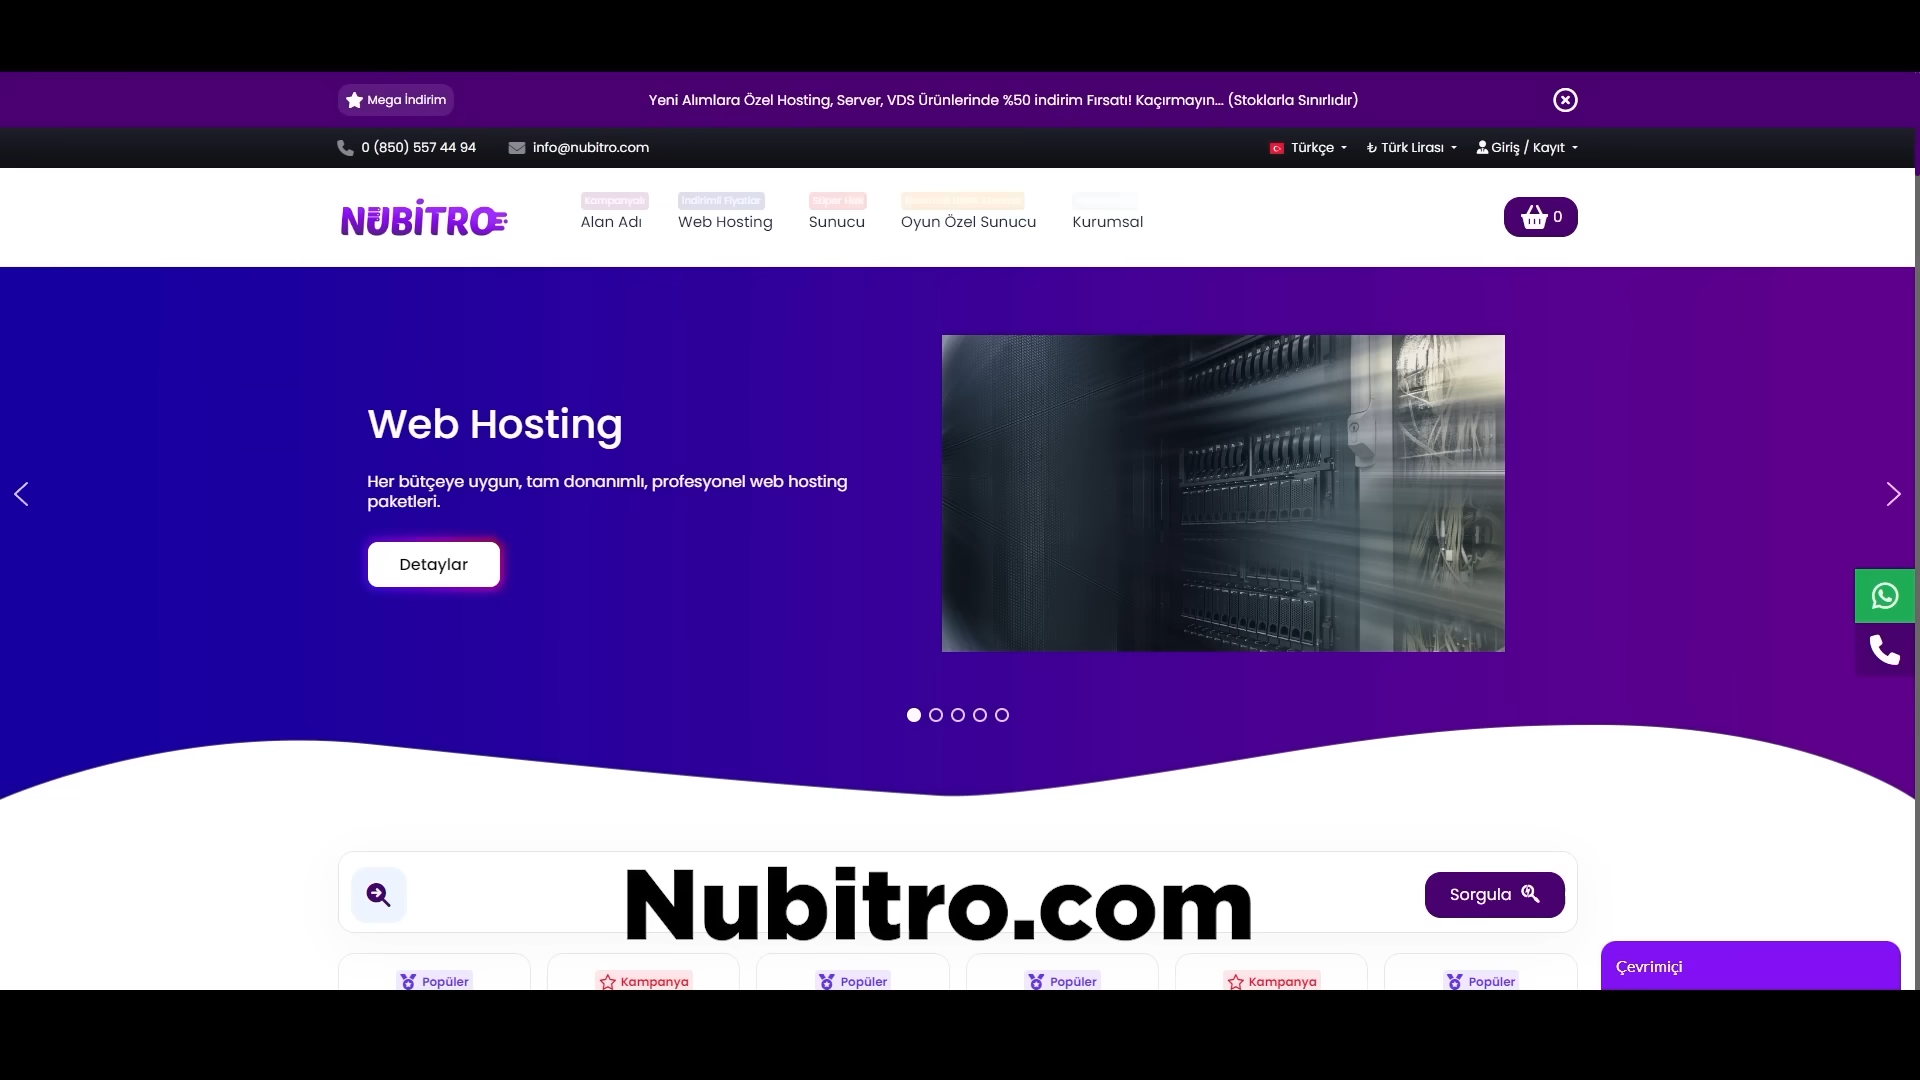 Mega İndirim
Yeni Alımlara Özel Hosting, Server, VDS Ürünlerinde %50 indirim Fırsatı! Kaçırmayın... (Stoklarla Sınırlıdır)
0 (850) 557 44 94
info@nubitro.com
Türkçe
₺ Türk Lirası
Giriş / Kayıt
NUBİTRO
Kampanyalı
İndirimli Fiyatlar
Süper Hızlı
Alan Adı
Web Hosting
Sunucu
Oyun Özel Sunucu
Kurumsal
0
Web Hosting
Her bütçeye uygun, tam donanımlı, profesyonel web hosting
paketleri.
Detaylar
Nubitro.com
Sorgula
Popüler
Kampanya
Popüler
Popüler
Kampanya
Popüler
Çevrimiçi